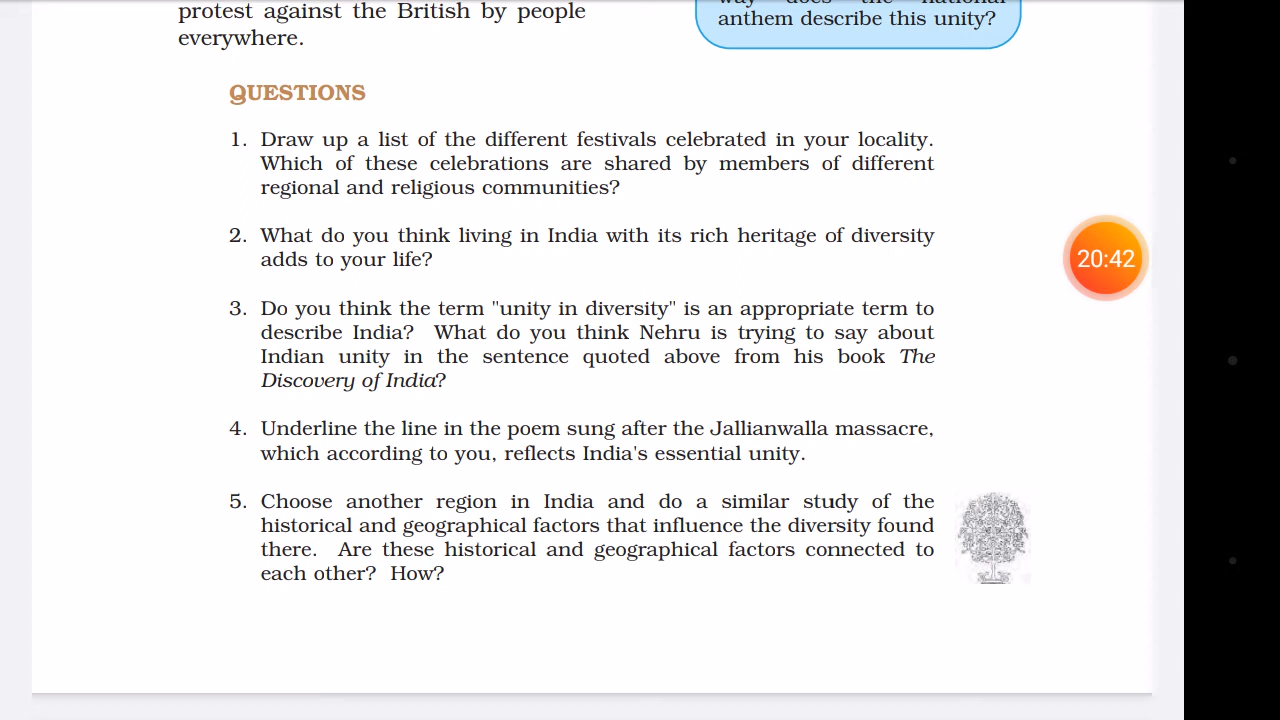 protest against the British by people
everywhere.
way does the national
anthem describe this unity?
QUESTIONS
1. Draw up a list of the different festivals celebrated in your locality.
Which of these celebrations are shared by members of different
regional and religious communities?
2. What do you think living in India with its rich heritage of diversity
adds to your life?
3. Do you think the term "unity in diversity" is an appropriate term to
describe India? What do you think Nehru is trying to say about
Indian unity in the sentence quoted above from his book The
Discovery of India?
4. Underline the line in the poem sung after the Jallianwalla massacre,
which according to you, reflects India's essential unity.
5. Choose another region in India and do a similar study of the
historical and geographical factors that influence the diversity found
there. Are these historical and geographical factors connected to
each other? How?
20:42